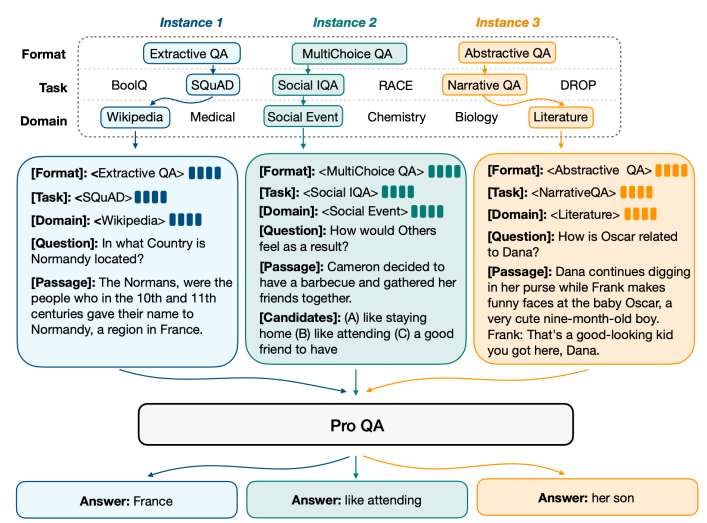 Instance 1 Instance 2 Instance 3
Format Extractive QA MultiChoice QA Abstractive QA
Task BoolQ SQuAD Social IQA RACE Narrative QA DROP
Domain Wikipedia Medical Social Event Chemistry Biology Literature
[Format]: <Extractive QA>
[Task]: <SQuAD>
[Domain]: <Wikipedia>
[Question]: In what Country is
Normandy located?
[Passage]: The Normans, were the
people who in the 10th and 11th
centuries gave their name to
Normandy, a region in France.
[Format]: <MultiChoice QA>
[Task]: <Social IQA>
[Domain]: <Social Event>
[Question]: How would Others
feel as a result?
[Passage]: Cameron decided to
have a barbecue and gathered her
friends together.
[Candidates]: (A) like staying
home (B) like attending (C) a good
friend to have
[Format]: <Abstractive QA>
[Task]: <NarrativeQA>
[Domain]: <Literature>
[Question]: How is Oscar related
to Dana?
[Passage]: Dana continues digging
in her purse while Frank makes
funny faces at the baby Oscar, a
very cute nine-month-old boy.
Frank: That's a good-looking kid
you got here, Dana.
Pro QA
Answer: France
Answer: like attending
Answer: her son